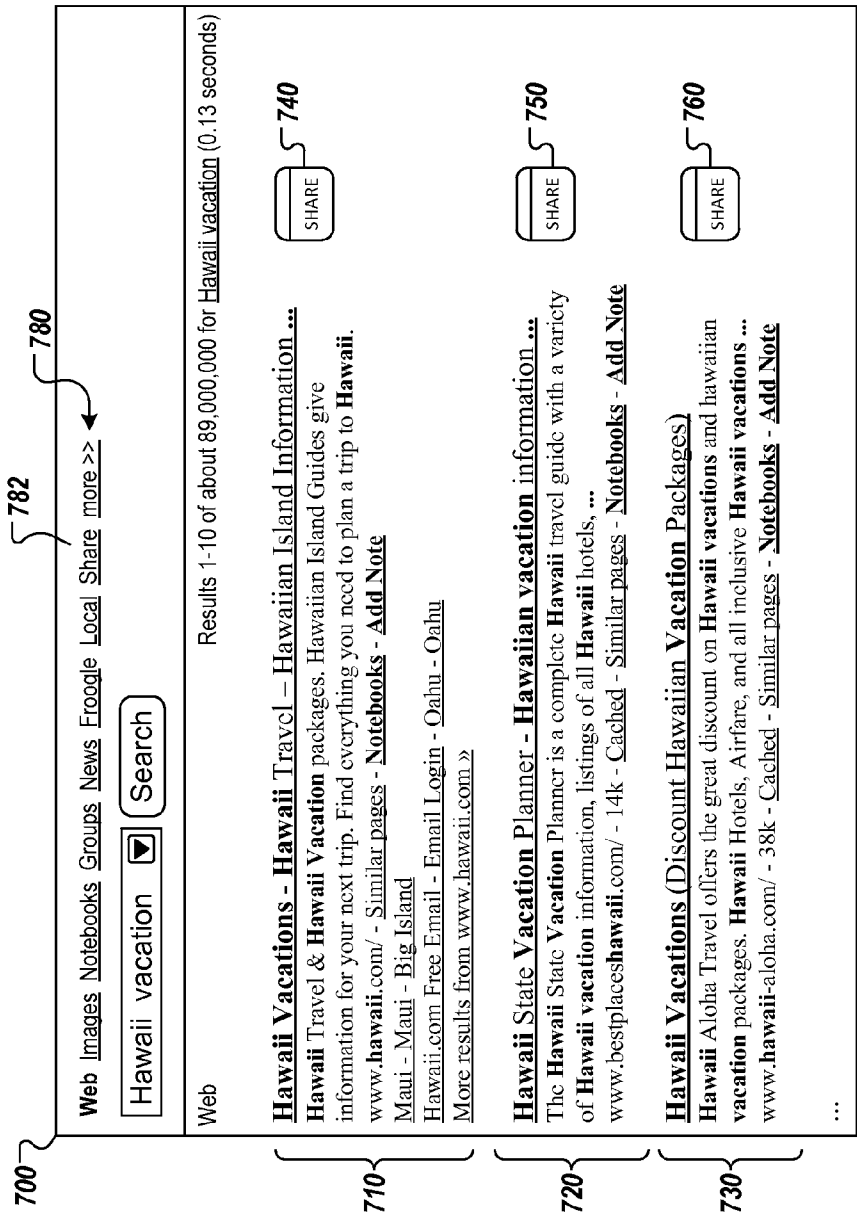 700
782
780
Web Images Notebooks Groups News Froogle Local Share more >>
Hawaii vacation Search
Web Results 1-10 of about 89,000,000 for Hawaii vacation (0.13 seconds)
710
Hawaii Vacations - Hawaii Travel – Hawaiian Island Information ...
Hawaii Travel & Hawaii Vacation packages. Hawaiian Island Guides give
information for your next trip. Find everything you need to plan a trip to Hawaii.
www.hawaii.com/ - Similar pages - Notebooks - Add Note
Maui - Maui - Big Island
Hawaii.com Free Email - Email Login - Oahu - Oahu
More results from www.hawaii.com »
SHARE
740
720
Hawaii State Vacation Planner - Hawaiian vacation information ...
The Hawaii State Vacation Planner is a complete Hawaii travel guide with a variety
of Hawaii vacation information, listings of all Hawaii hotels, ...
www.bestplaceshawaii.com/ - 14k - Cached - Similar pages - Notebooks - Add Note
SHARE
750
730
Hawaii Vacations (Discount Hawaiian Vacation Packages)
Hawaii Aloha Travel offers the great discount on Hawaii vacations and hawaiian
vacation packages. Hawaii Hotels, Airfare, and all inclusive Hawaii vacations ...
www.hawaii-aloha.com/ - 38k - Cached - Similar pages - Notebooks - Add Note
SHARE
760
...